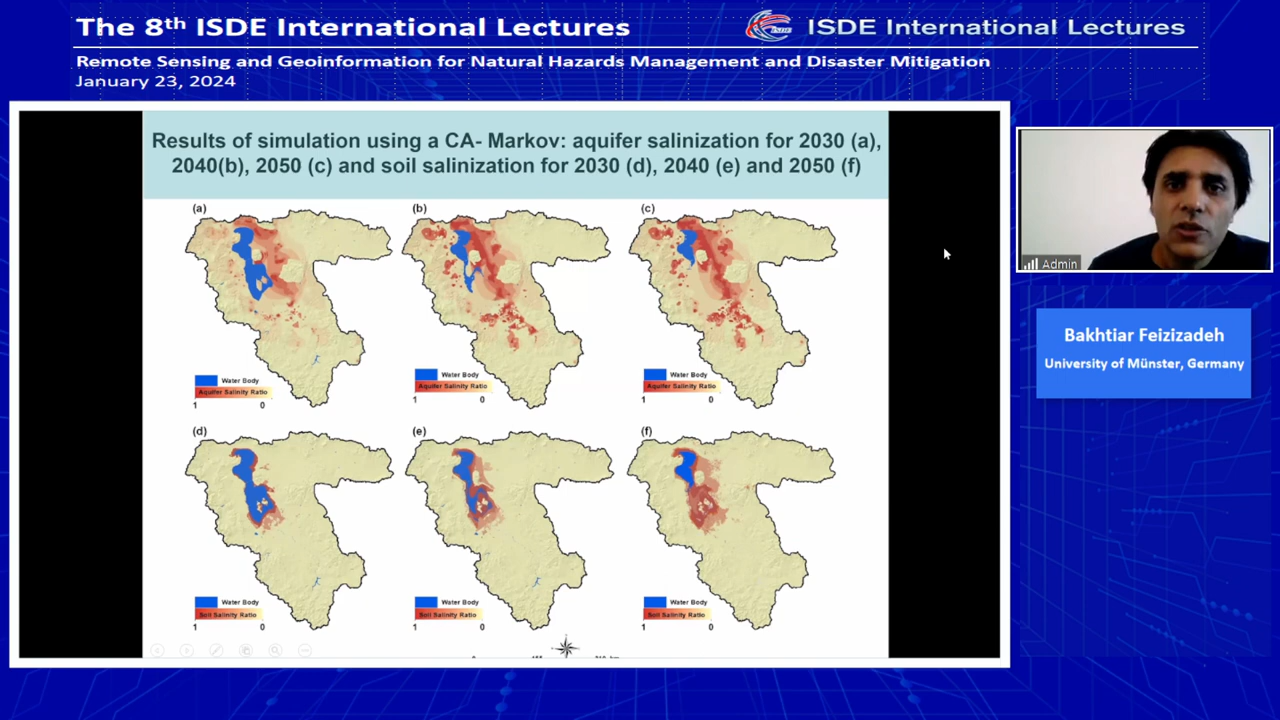 The 8th ISDE International Lectures
ISDE
ISDE International Lectures
Remote Sensing and Geoinformation for Natural Hazards Management and Disaster Mitigation
January 23, 2024
Results of simulation using a CA- Markov: aquifer salinization for 2030 (a),
2040(b), 2050 (c) and soil salinization for 2030 (d), 2040 (e) and 2050 (f)
(a)
Water Body
Aquifer Salinity Ratio
1 0
(b)
Water Body
Aquifer Salinity Ratio
1 0
(c)
Water Body
Aquifer Salinity Ratio
1 0
(d)
Water Body
Soil Salinity Ratio
1 0
(e)
Water Body
Soil Salinity Ratio
1 0
(f)
Water Body
Soil Salinity Ratio
1 0
Admin
Bakhtiar Feizizadeh
University of Münster, Germany